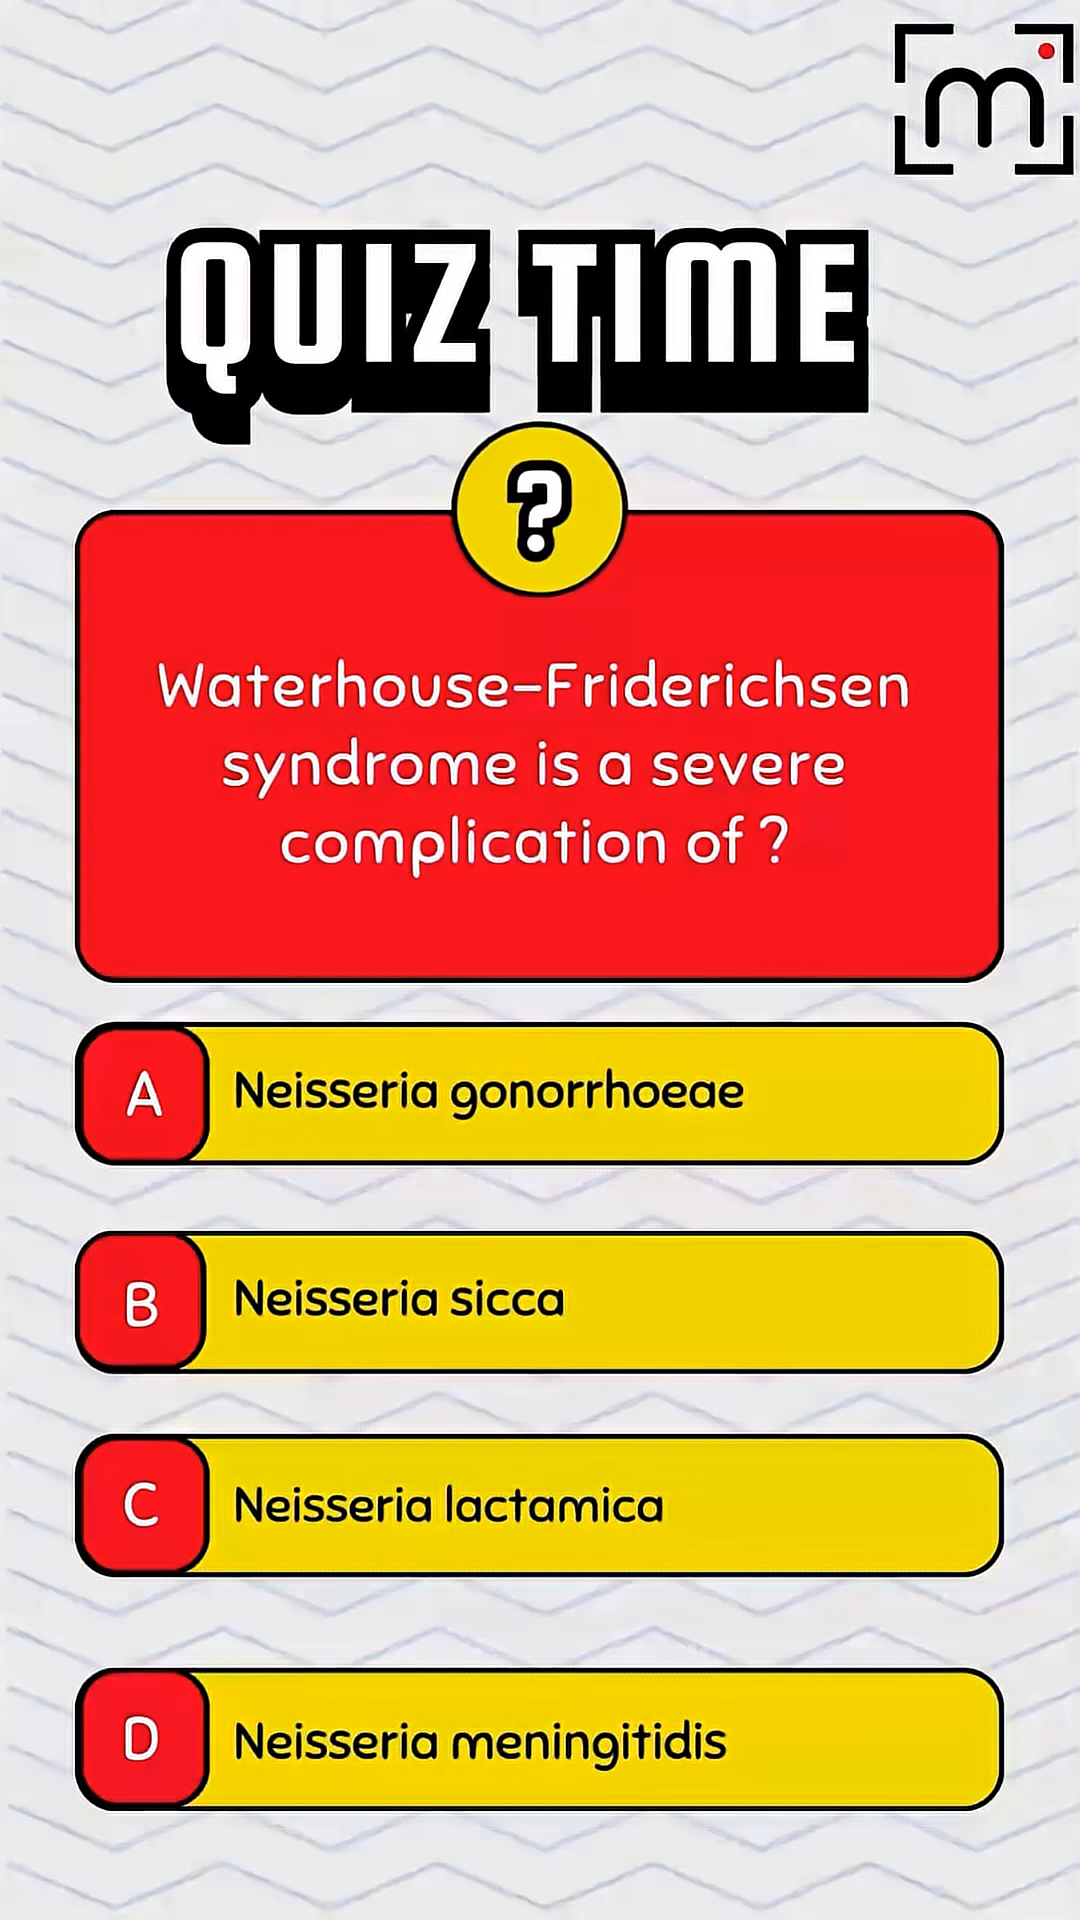 m
QUIZ TIME
?
Waterhouse-Friderichsen
syndrome is a severe
complication of ?
A Neisseria gonorrhoeae
B Neisseria sicca
C Neisseria lactamica
D Neisseria meningitidis